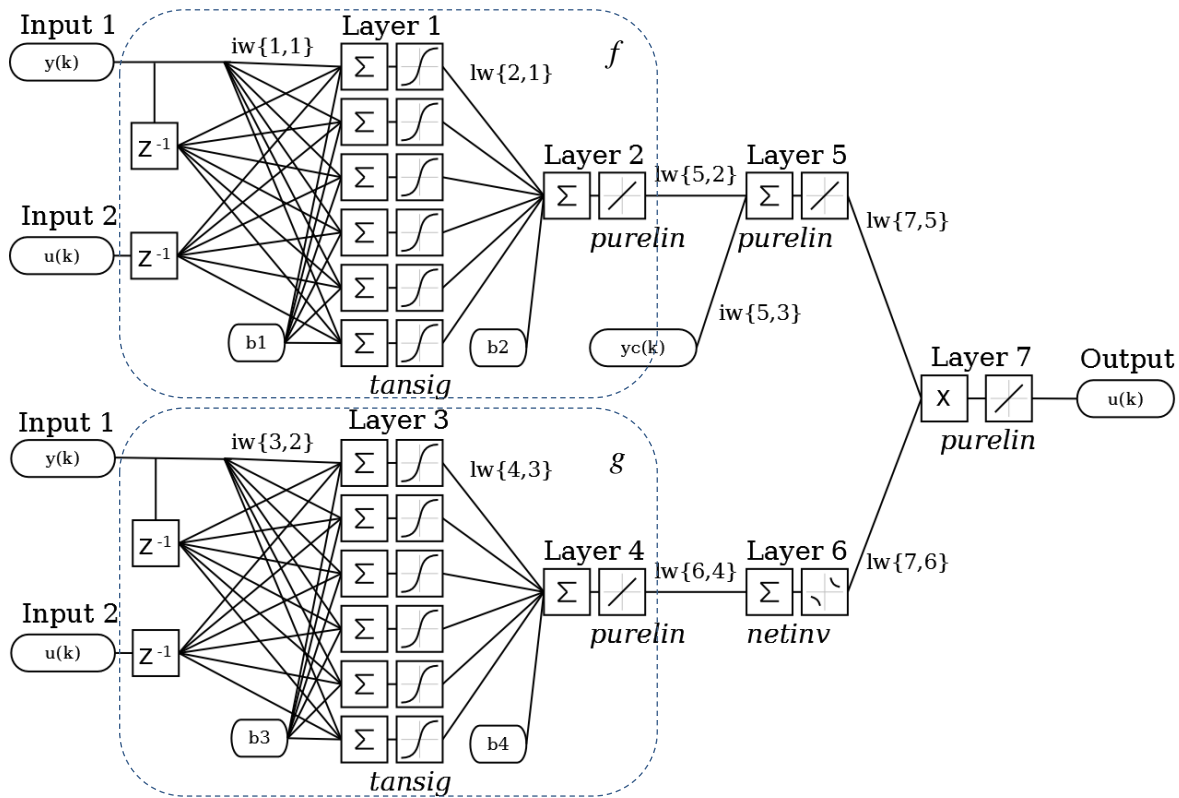 Input 1
y(k)
Z -1
Input 2
u(k)
Z -1
iw{1,1}
b1
Layer 1
Σ
Σ
Σ
Σ
Σ
Σ
tansig
lw{2,1}
f
b2
Layer 2
Σ
purelin
lw{5,2}
yc(k)
iw{5,3}
Layer 5
Σ
purelin
lw{7,5}
Input 1
y(k)
Z -1
Input 2
u(k)
Z -1
iw{3,2}
b3
Layer 3
Σ
Σ
Σ
Σ
Σ
Σ
tansig
lw{4,3}
g
b4
Layer 4
Σ
purelin
lw{6,4}
Layer 6
Σ
netinv
lw{7,6}
Layer 7
X
purelin
Output
u(k)